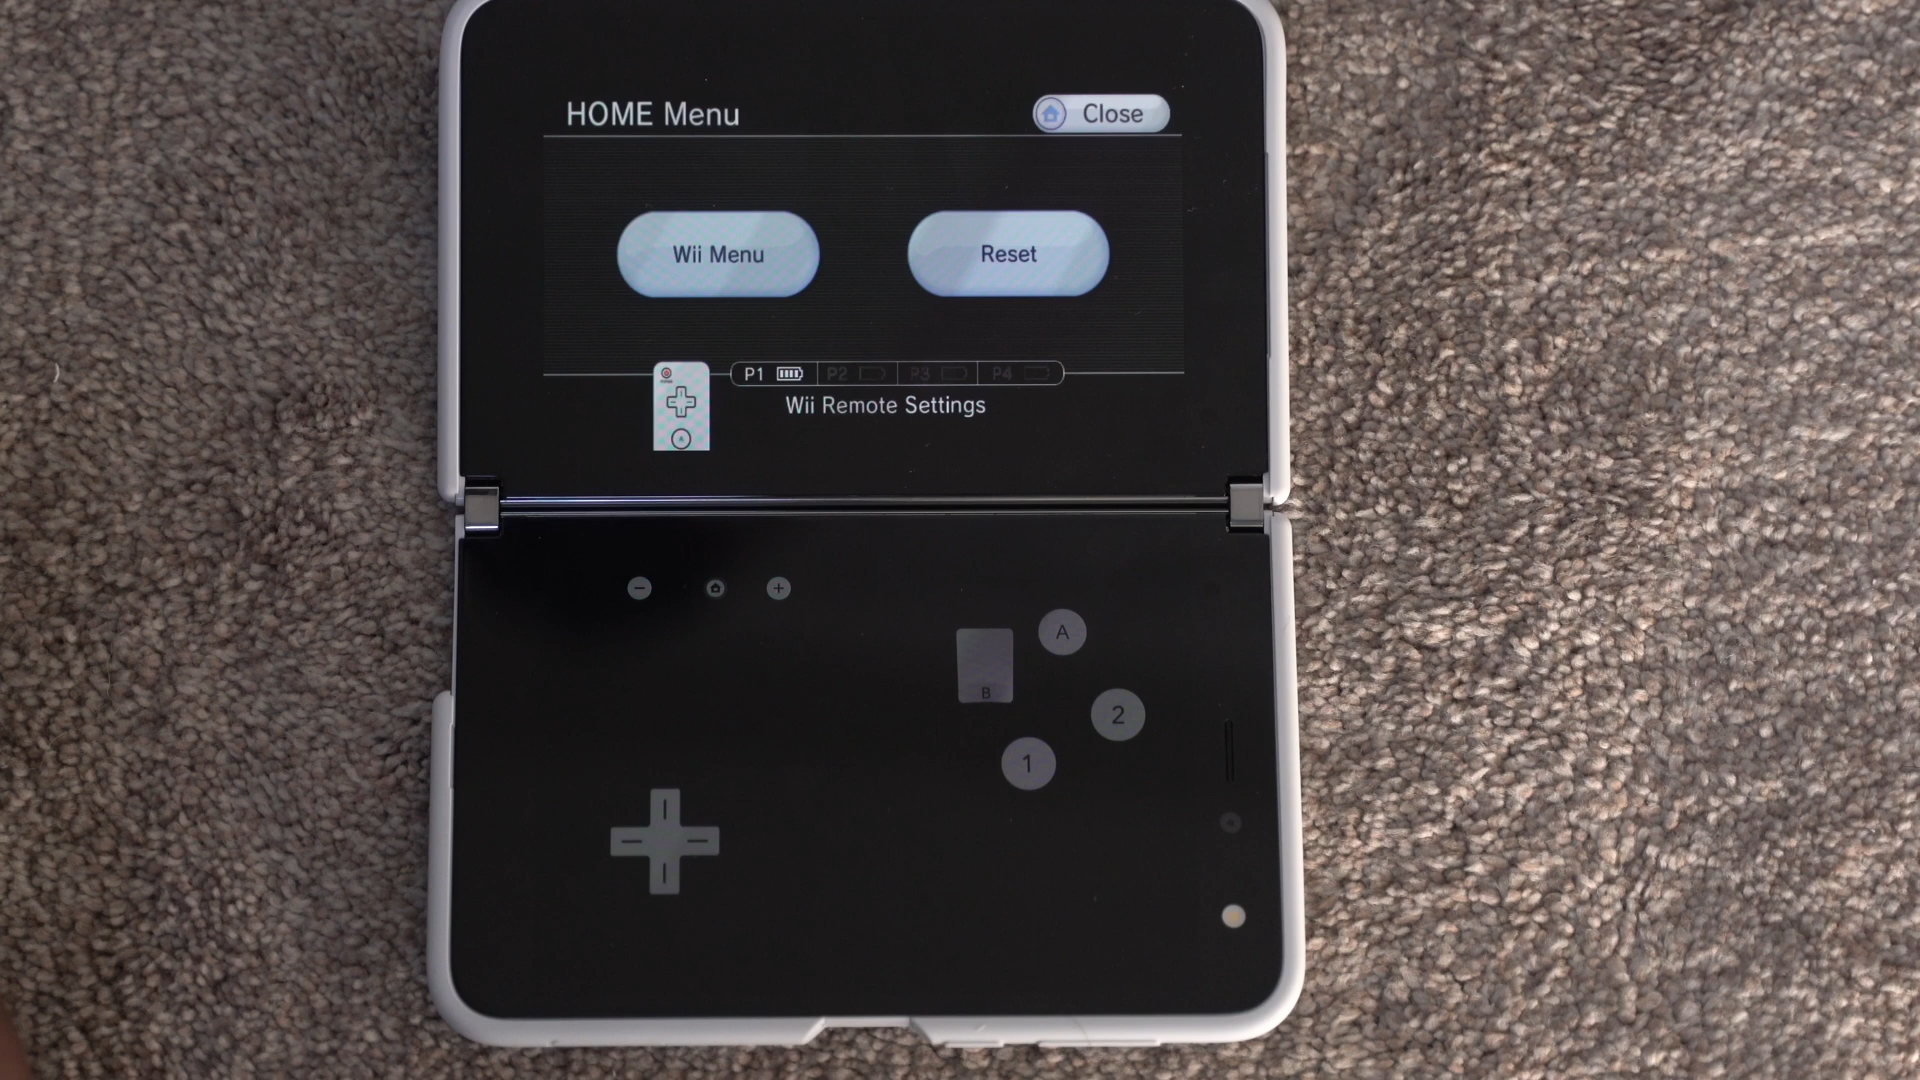 HOME Menu
Close
Wii Menu
Reset
P1 P2 P3 P4
Wii Remote Settings
A
B
2
1